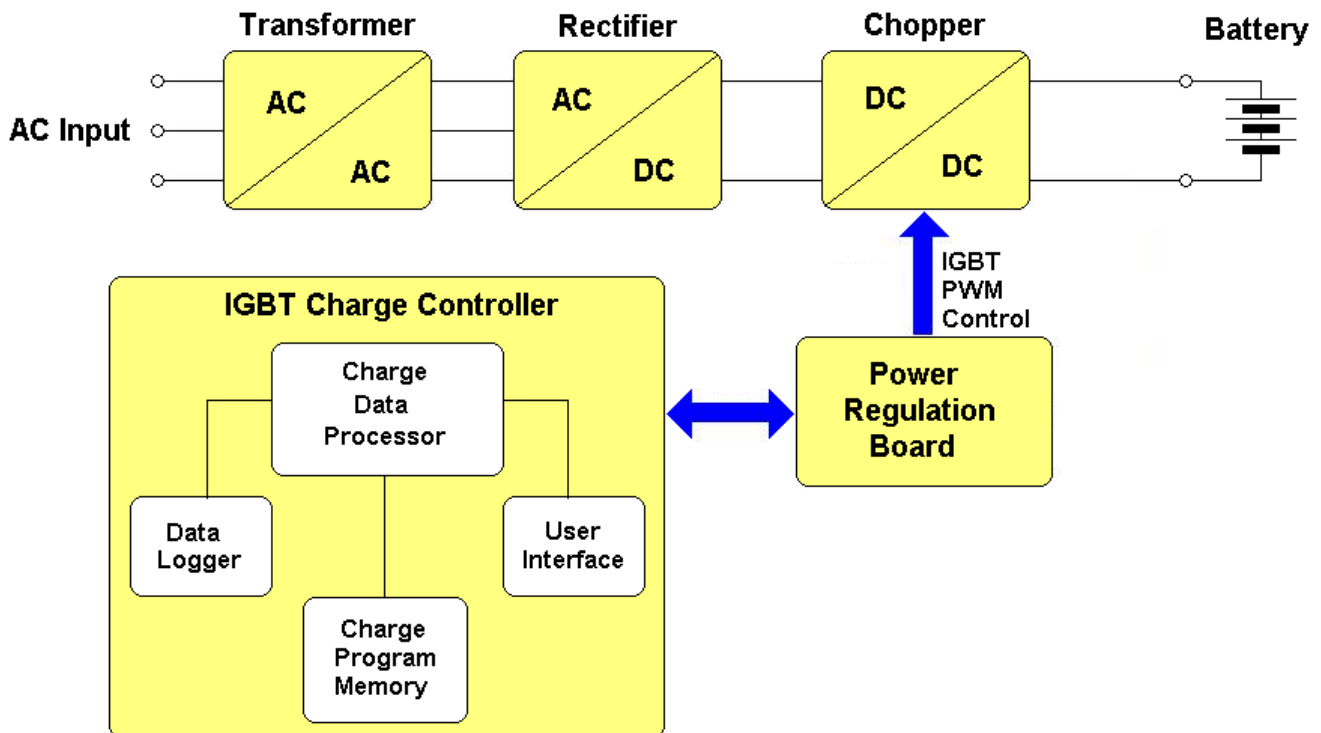 Transformer
Rectifier
Chopper
Battery
AC Input
AC
AC
AC
DC
DC
DC
IGBT
PWM
Control
IGBT Charge Controller
Charge
Data
Processor
Data
Logger
User
Interface
Charge
Program
Memory
Power
Regulation
Board